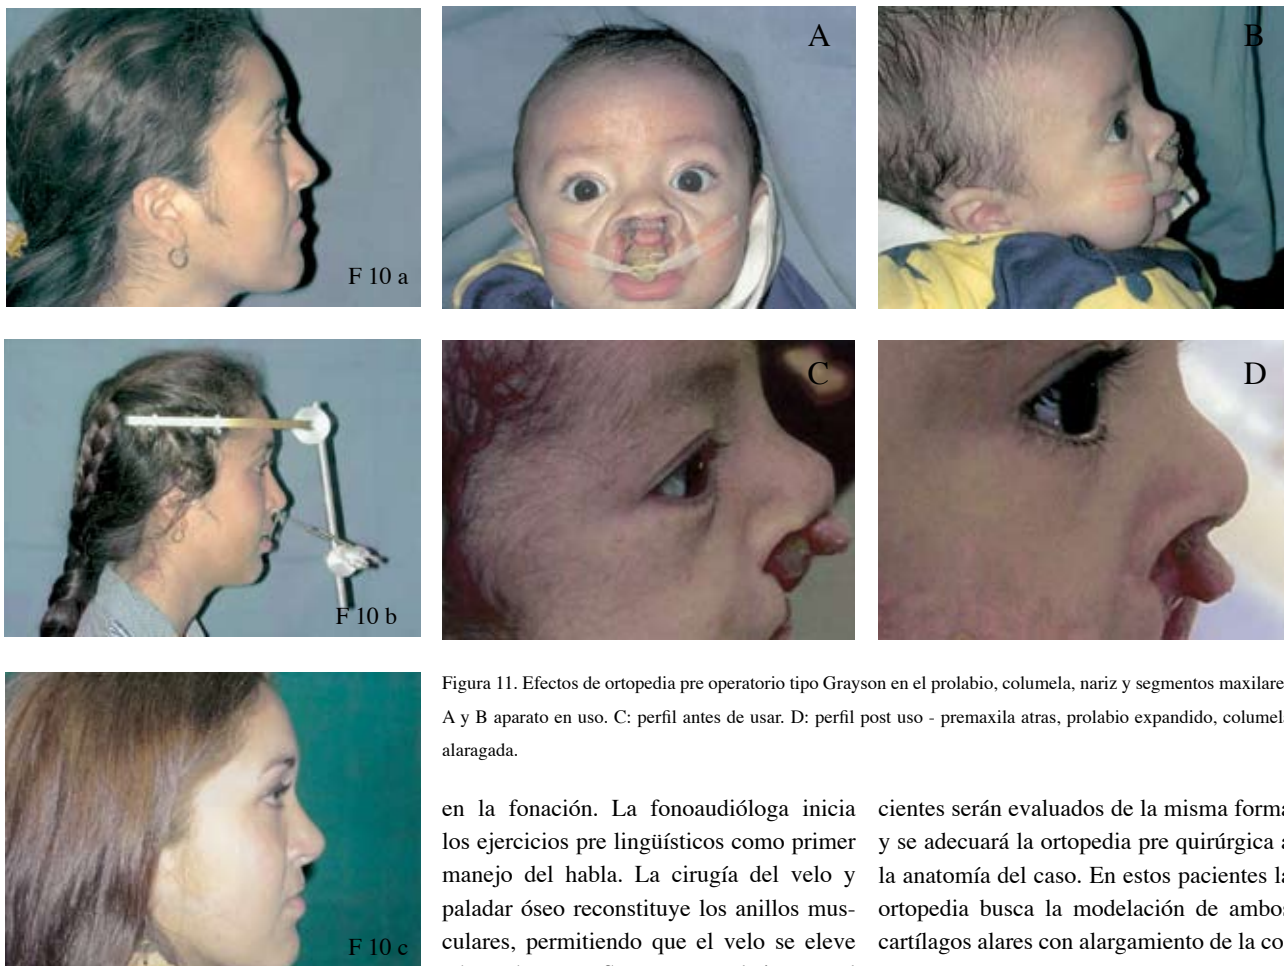 F 10 a
A
B
F 10 b
C
D
F 10 c
Figura 11. Efectos de ortopedia pre operatorio tipo Grayson en el prolabio, columela, nariz y segmentos maxilare
A y B aparato en uso. C: perfil antes de usar. D: perfil post uso - premaxila atras, prolabio expandido, columel
alaragada.
en la fonación. La fonoaudióloga inicia
los ejercicios pre lingüísticos como primer
manejo del habla. La cirugía del velo y
paladar óseo reconstituye los anillos mus-
culares, permitiendo que el velo se eleve
cientes serán evaluados de la misma forma
y se adecuará la ortopedia pre quirúrgica a
la anatomía del caso. En estos pacientes la
ortopedia busca la modelación de ambos
cartílagos alares con alargamiento de la co